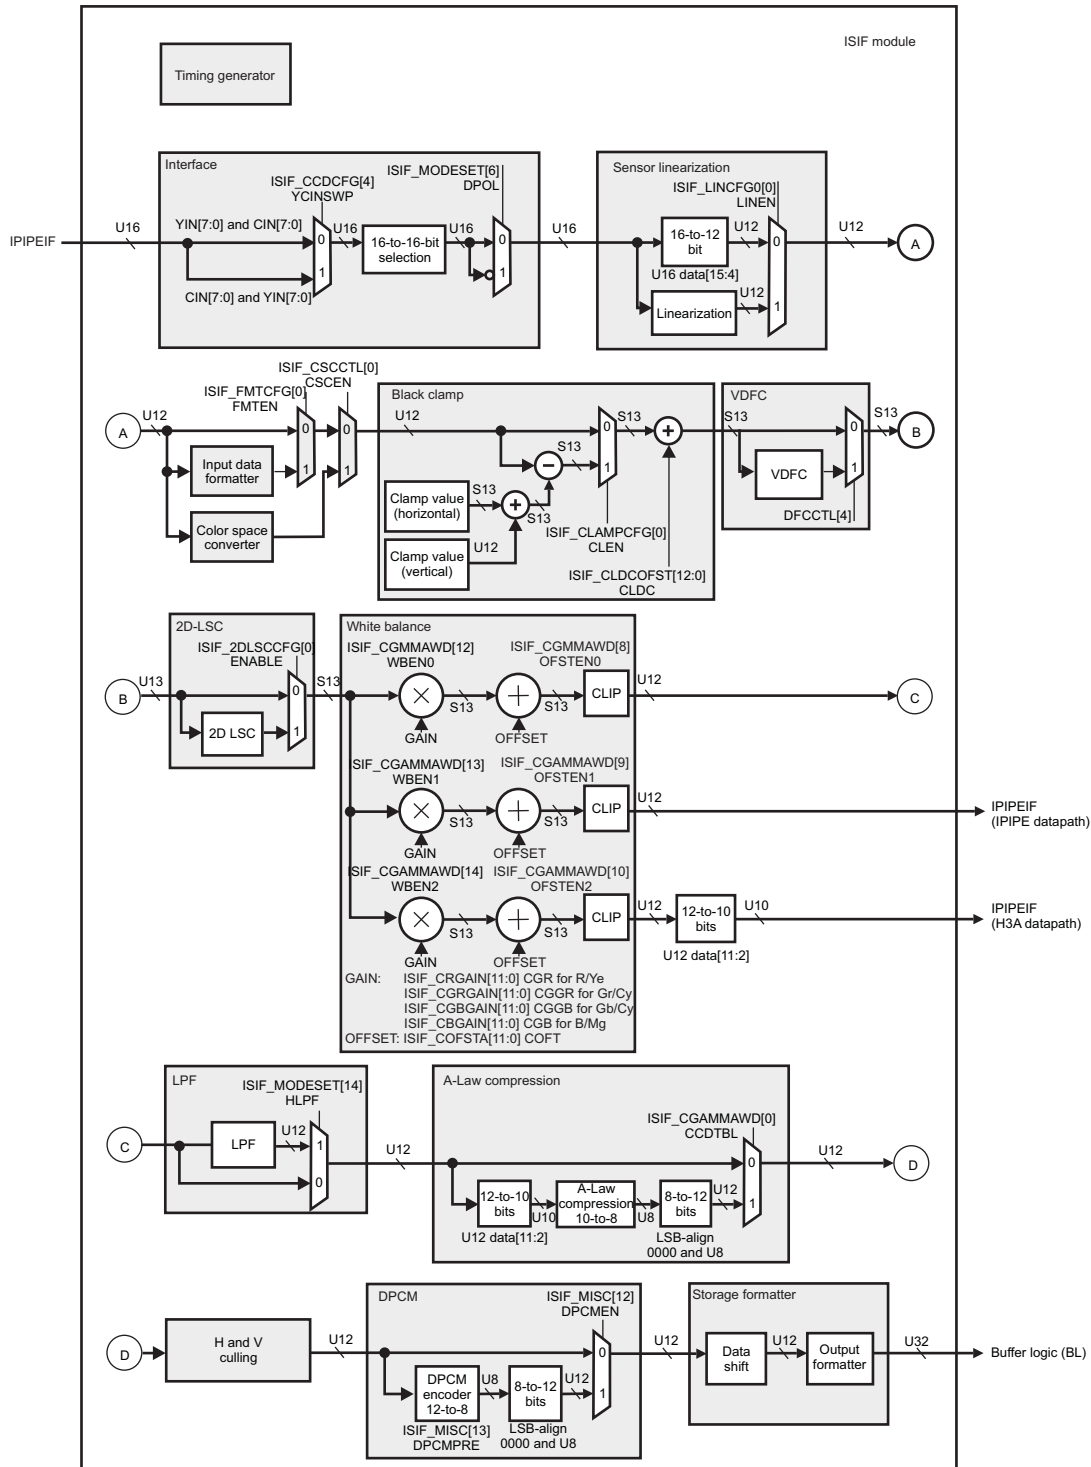 ISIF module
Timing generator
Interface
ISIF_CCDCFG[4]
YCINSWP
ISIF_MODESET[6]
DPOL
IPIPEIF
U16
YIN[7:0] and CIN[7:0]
0
1
CIN[7:0] and YIN[7:0]
U16
16-to-16-bit
selection
U16
0
1
U16
Sensor linearization
ISIF_LINCFG0[0]
LINEN
16-to-12
bit
U12
U16 data[15:4]
0
U12
Linearization
1
U12
A
A
U12
ISIF_FMTCFG[0]
FMTEN
ISIF_CSCCTL[0]
CSCEN
0
1
0
1
Input data
formatter
Color space
converter
Black clamp
U12
Clamp value
(horizontal)
S13
Clamp value
(vertical)
U12
S13
S13
0
1
S13
ISIF_CLAMPCFG[0]
CLEN
ISIF_CLDCOFST[12:0]
CLDC
VDFC
S13
VDFC
0
1
DFCCTL[4]
S13
B
2D-LSC
ISIF_2DLSCCFG[0]
ENABLE
B
U13
2D LSC
0
1
S13
White balance
ISIF_CGMMAWD[12]
WBEN0
ISIF_CGMMAWD[8]
OFSTEN0
S13
S13
CLIP
U12
C
GAIN
OFFSET
ISIF_CGAMMAWD[13]
WBEN1
ISIF_CGAMMAWD[9]
OFSTEN1
S13
S13
CLIP
U12
IPIPEIF
(IPIPE datapath)
GAIN
OFFSET
ISIF_CGAMMAWD[14]
WBEN2
ISIF_CGAMMAWD[10]
OFSTEN2
S13
S13
CLIP
U12
12-to-10
bits
U10
U12 data[11:2]
IPIPEIF
(H3A datapath)
GAIN
OFFSET
GAIN: ISIF_CRGAIN[11:0] CGR for R/Ye
ISIF_CGRGAIN[11:0] CGGR for Gr/Cy
ISIF_CGBGAIN[11:0] CGGB for Gb/Cy
ISIF_CBGAIN[11:0] CGB for B/Mg
OFFSET: ISIF_COFSTA[11:0] COFT
LPF
ISIF_MODESET[14]
HLPF
C
LPF
U12
1
0
U12
A-Law compression
ISIF_CGAMMAWD[0]
CCDTBL
0
1
12-to-10
bits
U12 data[11:2]
U10
A-Law
compression
10-to-8
U8
8-to-12
bits
LSB-align
0000 and U8
U12
U12
D
D
H and V
culling
U12
DPCM
ISIF_MISC[12]
DPCMEN
0
1
DPCM
encoder
12-to-8
ISIF_MISC[13]
DPCMPRE
U8
8-to-12
bits
LSB-align
0000 and U8
U12
U12
Storage formatter
Data
shift
U12
Output
formatter
U32
Buffer logic (BL)